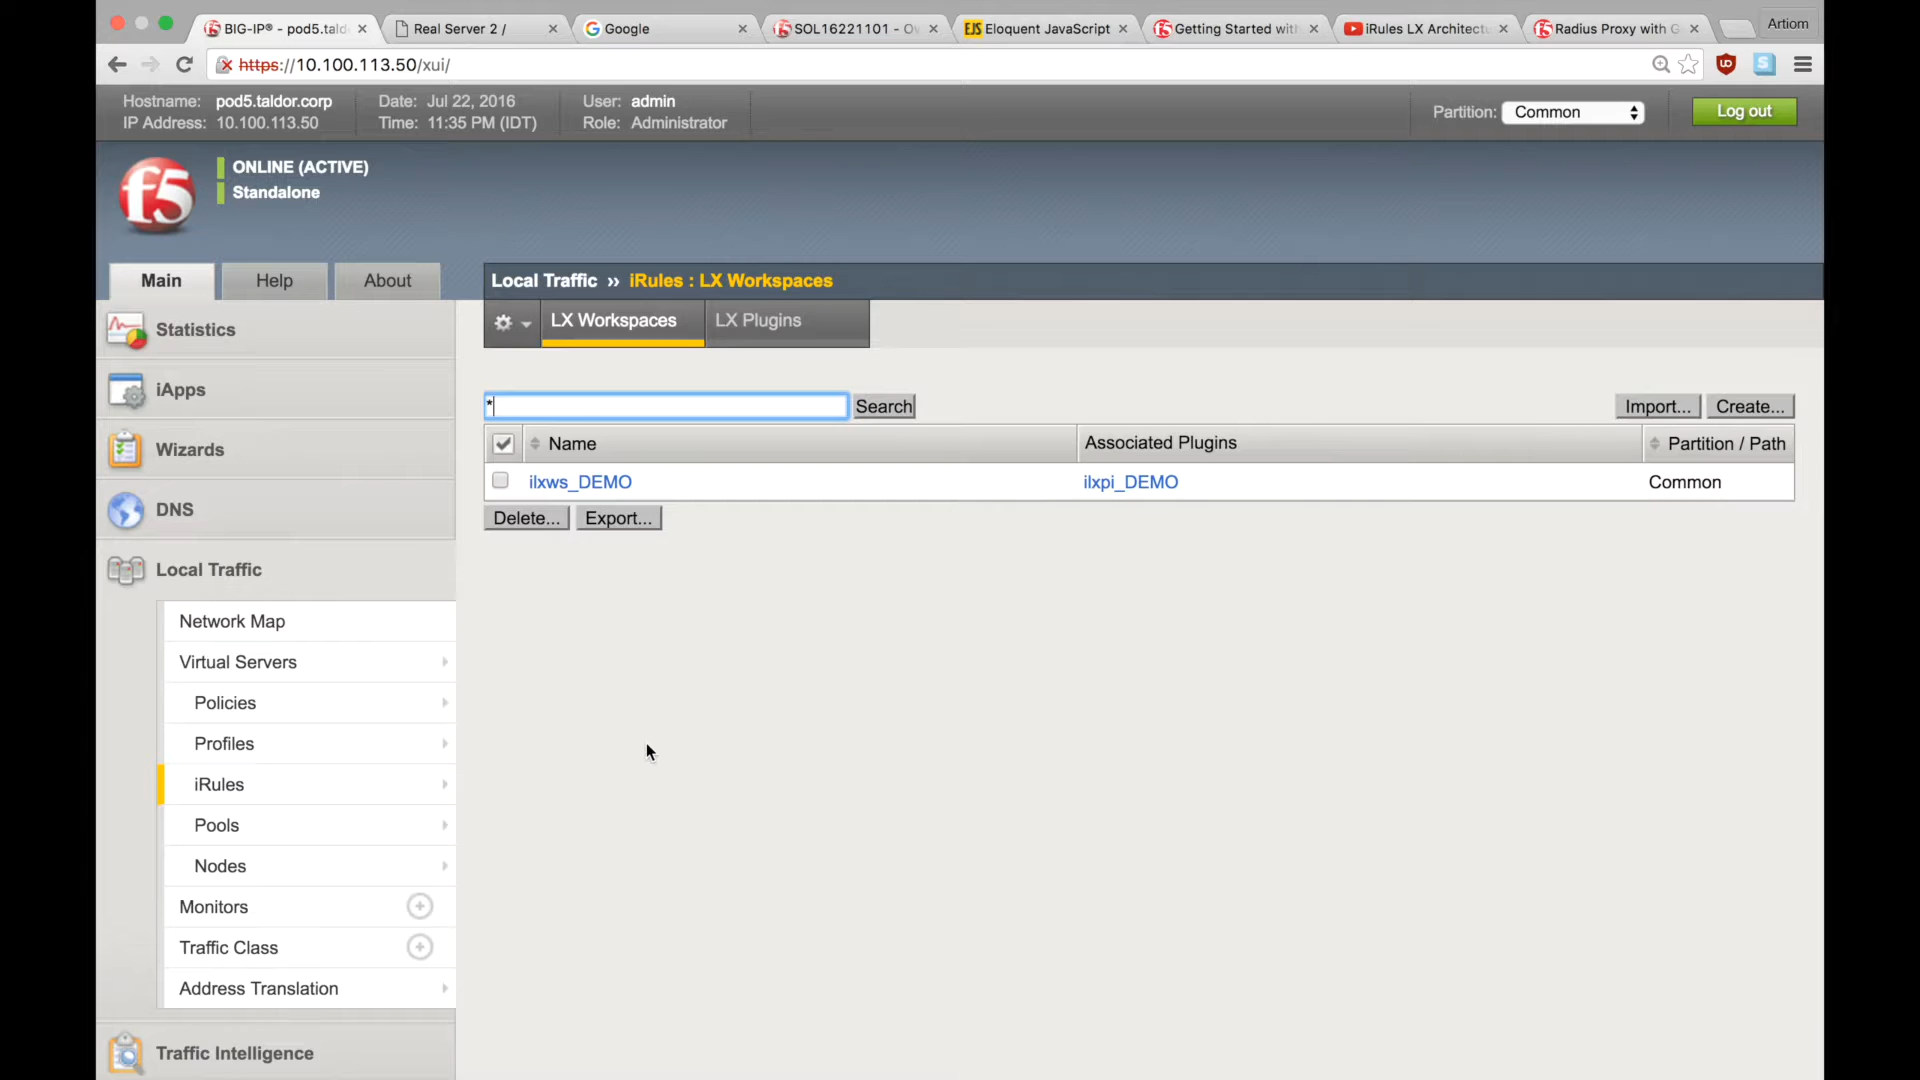 BIG-IP® - pod5.tald
Real Server 2 /
Google
SOL16221101 - Ov
EJS Eloquent JavaScript
Getting Started with
iRules LX Architectu
Radius Proxy with G
Artiom
https://10.100.113.50/xui/
Hostname: pod5.taldor.corp
IP Address: 10.100.113.50
Date: Jul 22, 2016
Time: 11:35 PM (IDT)
User: admin
Role: Administrator
Partition: Common
Log out
f5
ONLINE (ACTIVE)
Standalone
Main
Help
About
Local Traffic » iRules : LX Workspaces
LX Workspaces
LX Plugins
*
Search
Import...
Create...
Name
Associated Plugins
Partition / Path
ilxws_DEMO
ilxpi_DEMO
Common
Delete...
Export...
Statistics
iApps
Wizards
DNS
Local Traffic
Network Map
Virtual Servers
Policies
Profiles
iRules
Pools
Nodes
Monitors
Traffic Class
Address Translation
Traffic Intelligence